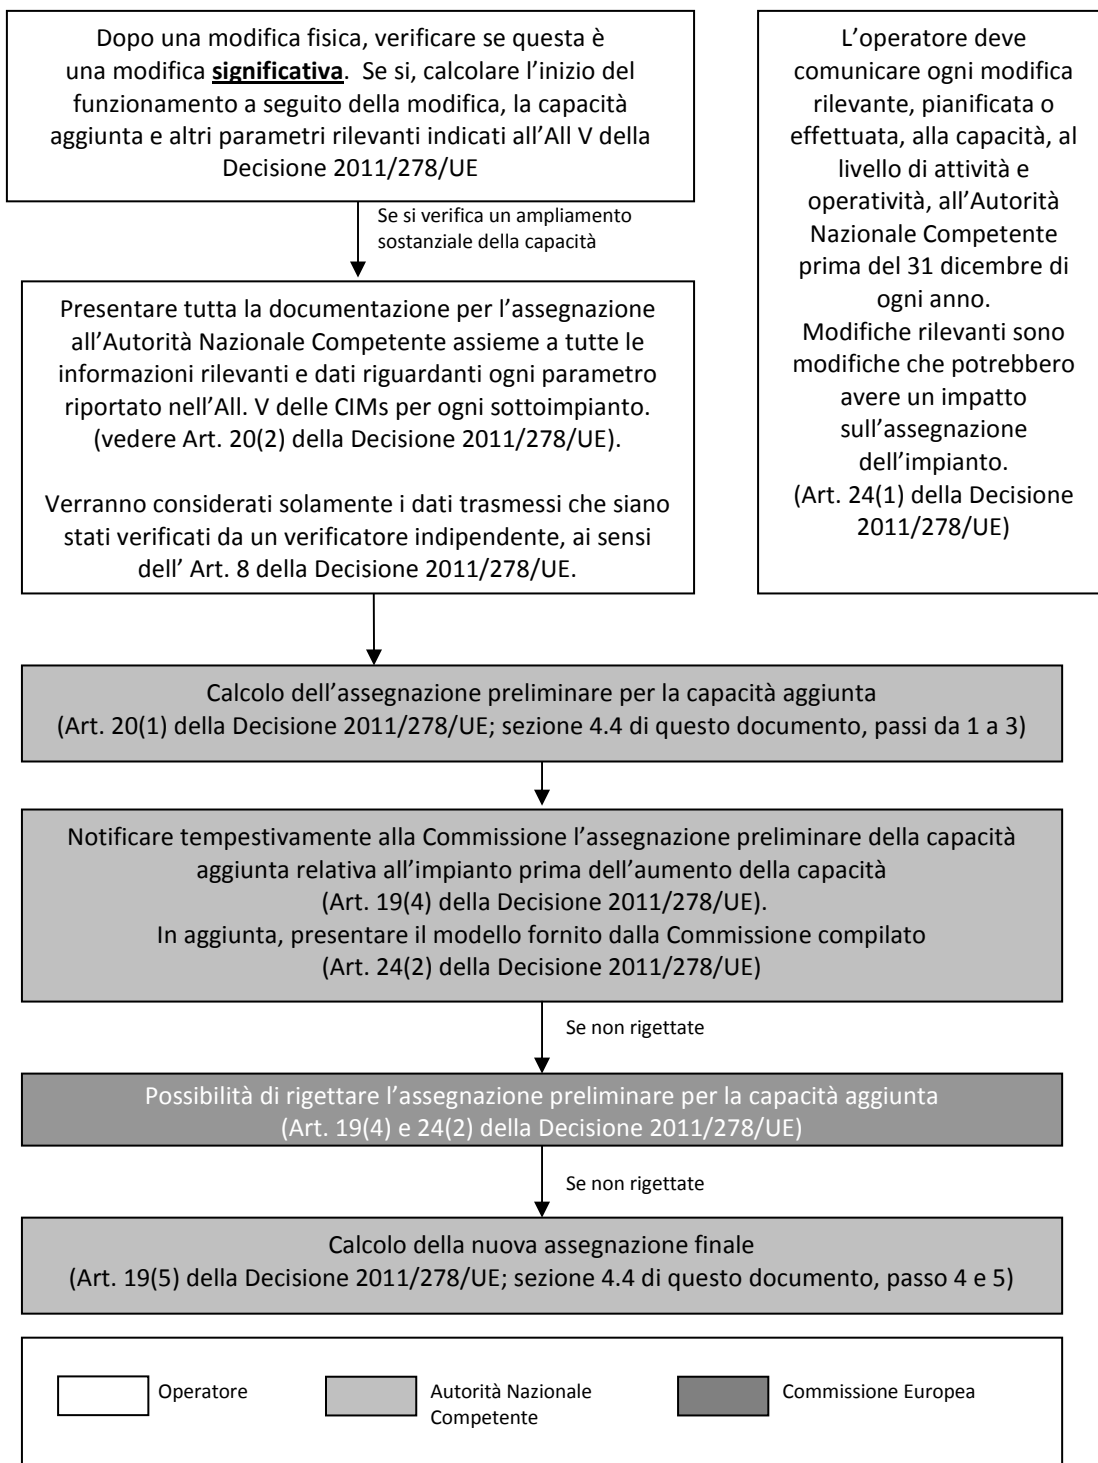 Dopo una modifica fisica, verificare se questa è
una modifica significativa. Se si, calcolare l’inizio del
funzionamento a seguito della modifica, la capacità
aggiunta e altri parametri rilevanti indicati all’All V della
Decisione 2011/278/UE
Se si verifica un ampliamento
sostanziale della capacità
Presentare tutta la documentazione per l’assegnazione
all’Autorità Nazionale Competente assieme a tutte le
informazioni rilevanti e dati riguardanti ogni parametro
riportato nell’All. V delle CIMs per ogni sottoimpianto.
(vedere Art. 20(2) della Decisione 2011/278/UE).
Verranno considerati solamente i dati trasmessi che siano
stati verificati da un verificatore indipendente, ai sensi
dell’ Art. 8 della Decisione 2011/278/UE.
L’operatore deve
comunicare ogni modifica
rilevante, pianificata o
effettuata, alla capacità, al
livello di attività e
operatività, all’Autorità
Nazionale Competente
prima del 31 dicembre di
ogni anno.
Modifiche rilevanti sono
modifiche che potrebbero
avere un impatto
sull’assegnazione
dell’impianto.
(Art. 24(1) della Decisione
2011/278/UE)
Calcolo dell’assegnazione preliminare per la capacità aggiunta
(Art. 20(1) della Decisione 2011/278/UE; sezione 4.4 di questo documento, passi da 1 a 3)
Notificare tempestivamente alla Commissione l’assegnazione preliminare della capacità
aggiunta relativa all’impianto prima dell’aumento della capacità
(Art. 19(4) della Decisione 2011/278/UE).
In aggiunta, presentare il modello fornito dalla Commissione compilato
(Art. 24(2) della Decisione 2011/278/UE)
Se non rigettate
Possibilità di rigettare l’assegnazione preliminare per la capacità aggiunta
(Art. 19(4) e 24(2) della Decisione 2011/278/UE)
Se non rigettate
Calcolo della nuova assegnazione finale
(Art. 19(5) della Decisione 2011/278/UE; sezione 4.4 di questo documento, passo 4 e 5)
Operatore
Autorità Nazionale
Competente
Commissione Europea